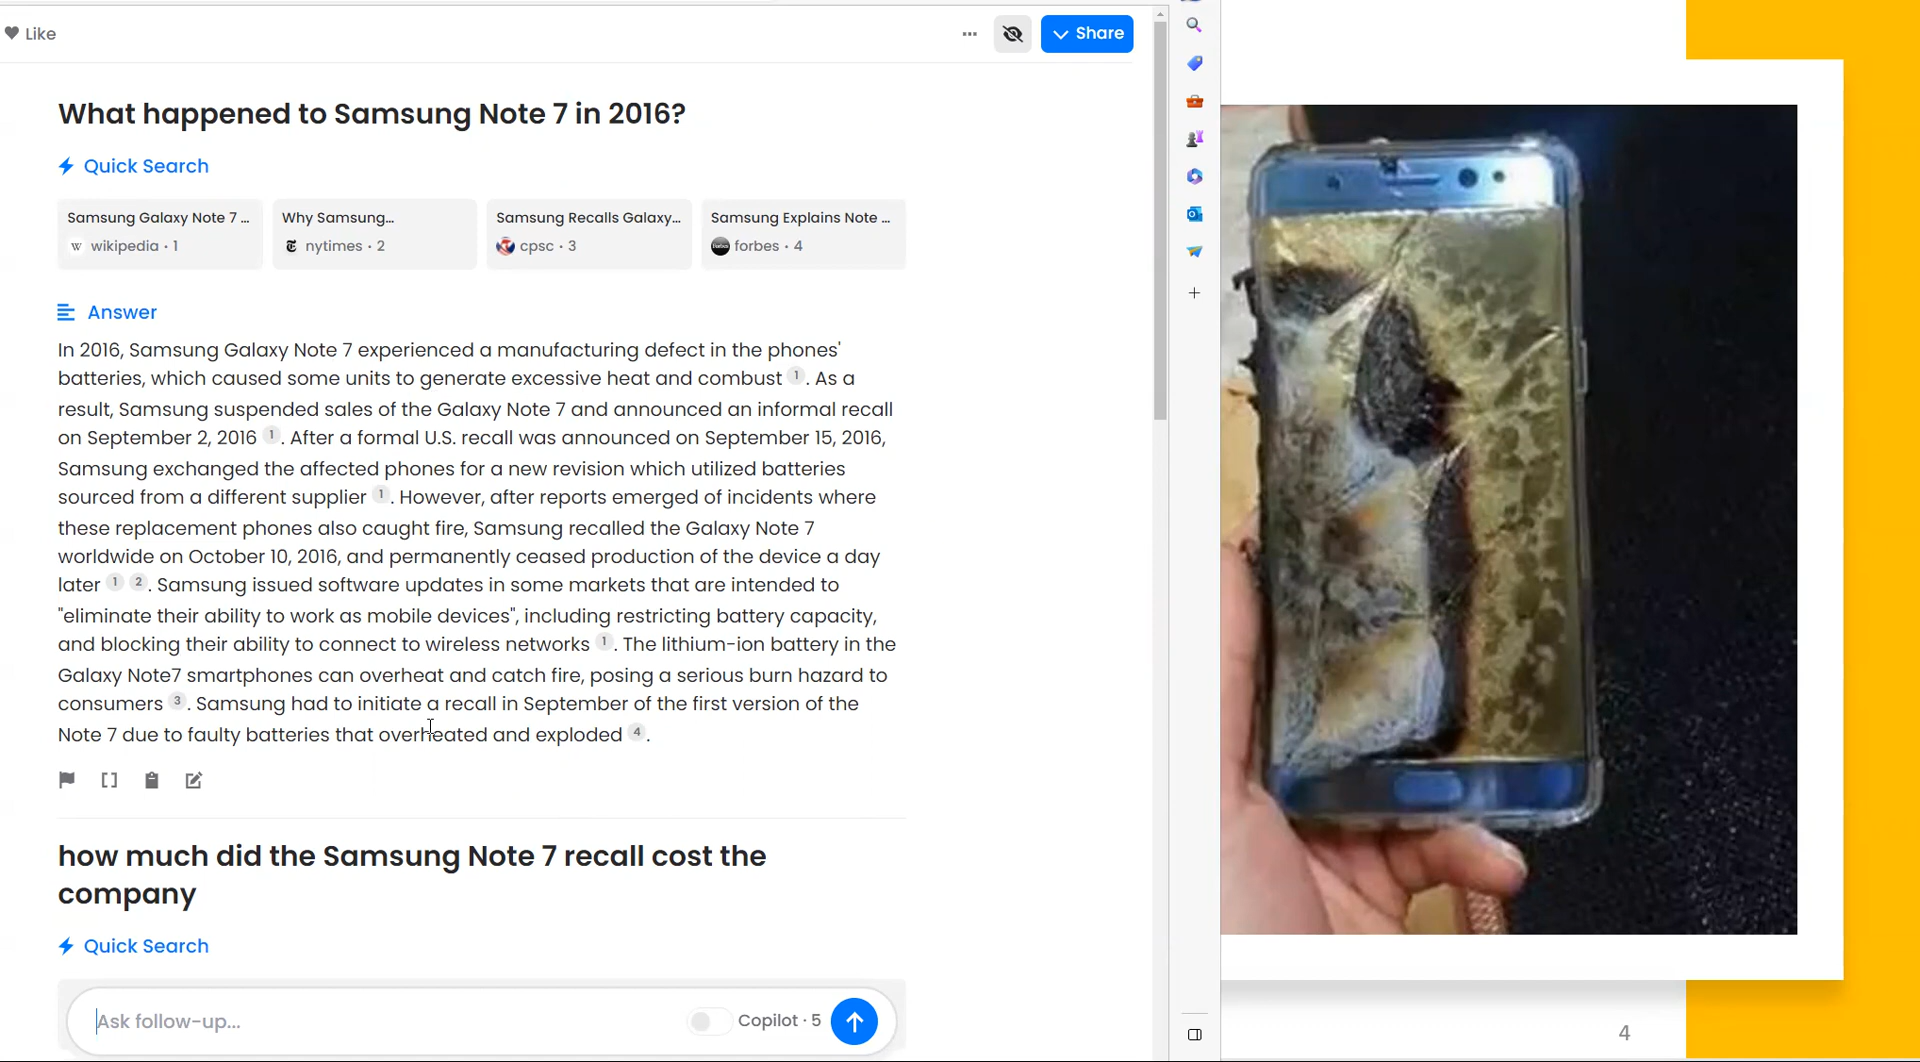 Like
... Share
What happened to Samsung Note 7 in 2016?
Quick Search
Samsung Galaxy Note 7 ...
wikipedia · 1
Why Samsung...
nytimes · 2
Samsung Recalls Galaxy...
cpsc · 3
Samsung Explains Note ...
forbes · 4
Answer
In 2016, Samsung Galaxy Note 7 experienced a manufacturing defect in the phones'
batteries, which caused some units to generate excessive heat and combust 1. As a
result, Samsung suspended sales of the Galaxy Note 7 and announced an informal recall
on September 2, 2016 1. After a formal U.S. recall was announced on September 15, 2016,
Samsung exchanged the affected phones for a new revision which utilized batteries
sourced from a different supplier 1. However, after reports emerged of incidents where
these replacement phones also caught fire, Samsung recalled the Galaxy Note 7
worldwide on October 10, 2016, and permanently ceased production of the device a day
later 1 2. Samsung issued software updates in some markets that are intended to
"eliminate their ability to work as mobile devices", including restricting battery capacity,
and blocking their ability to connect to wireless networks 1. The lithium-ion battery in the
Galaxy Note7 smartphones can overheat and catch fire, posing a serious burn hazard to
consumers 3. Samsung had to initiate a recall in September of the first version of the
Note 7 due to faulty batteries that overheated and exploded 4.
how much did the Samsung Note 7 recall cost the
company
Quick Search
Ask follow-up...
Copilot · 5
4